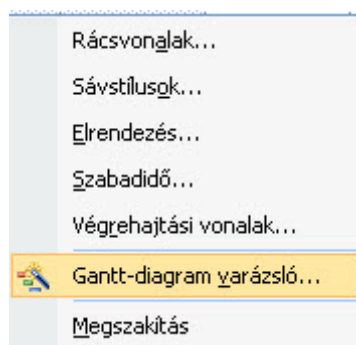 Rácsvonalak...
Sávstílusok...
Elrendezés...
Szabadidő...
Végrehajtási vonalak...
Gantt-diagram varázsló...
Megszakítás